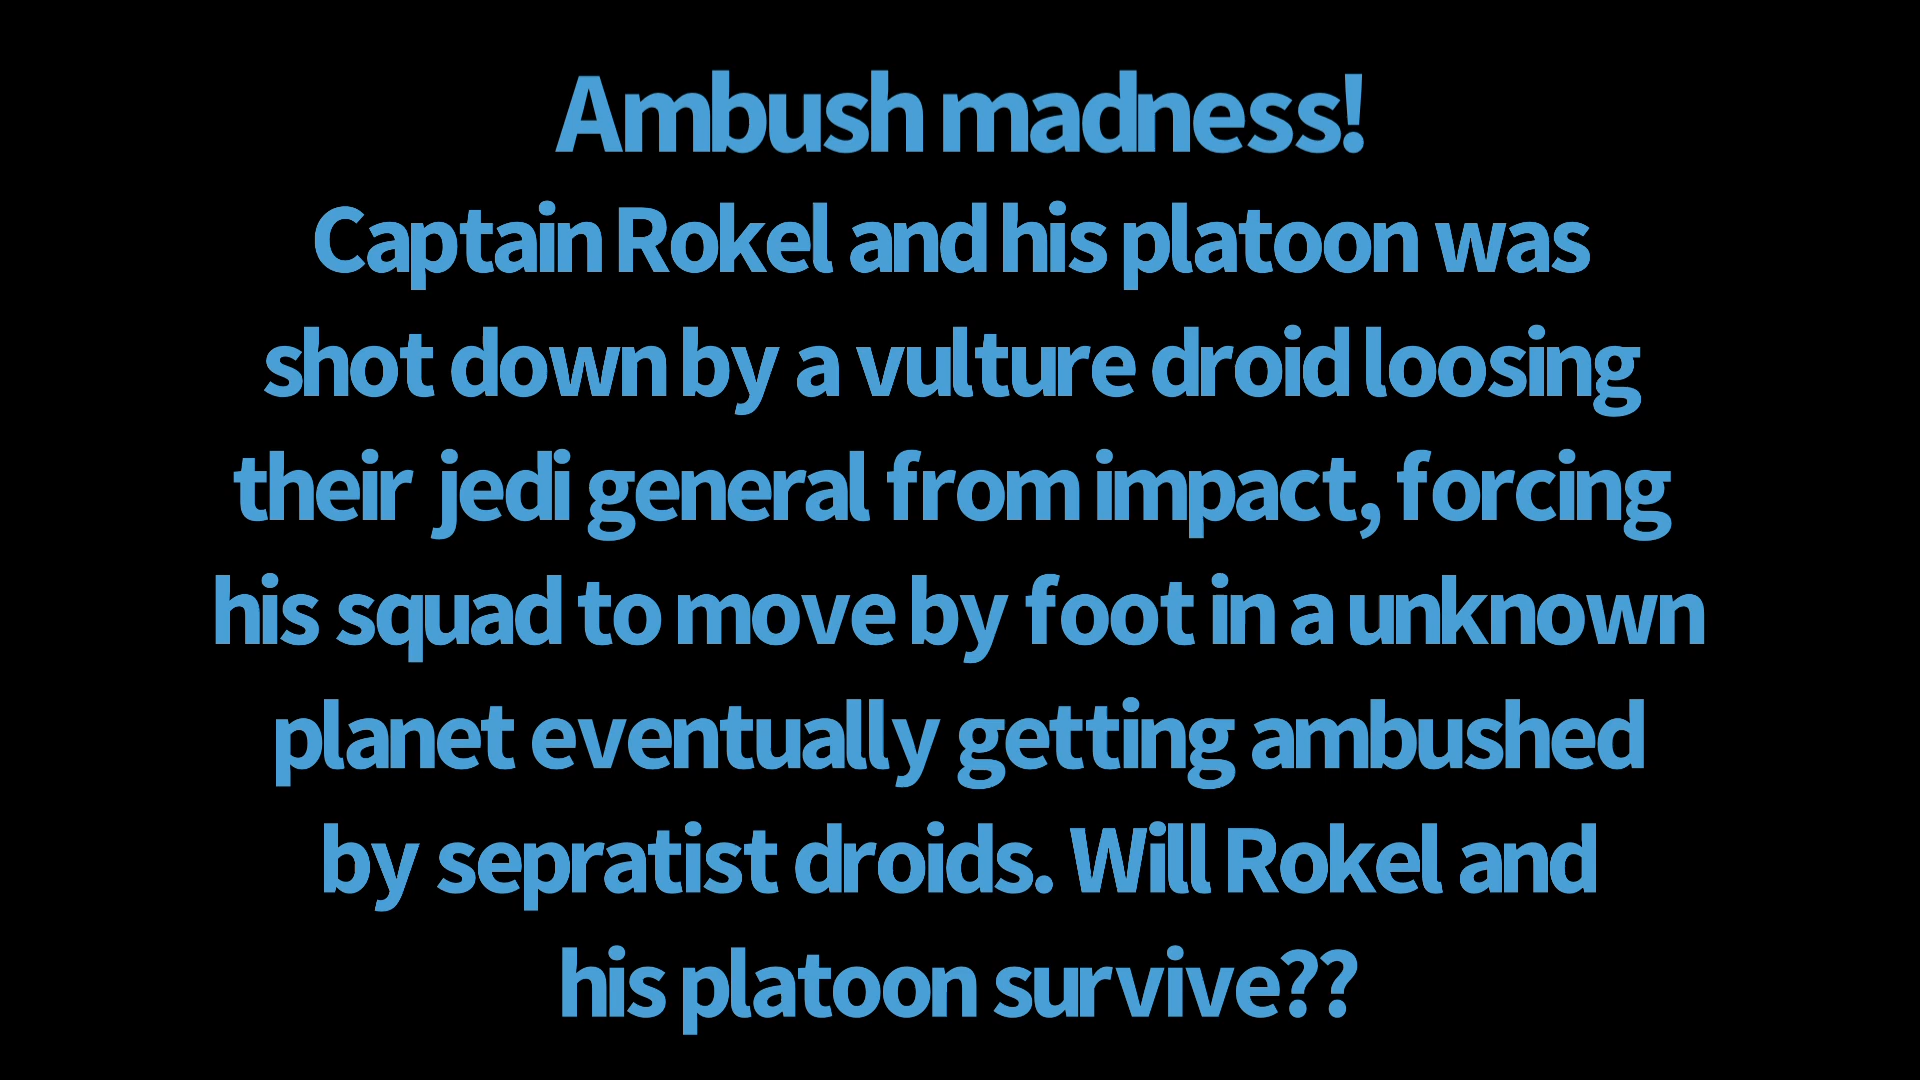 Ambush madness!
Captain Rokel and his platoon was
shot down by a vulture droid loosing
their jedi general from impact, forcing
his squad to move by foot in a unknown
planet eventually getting ambushed
by sepratist droids. Will Rokel and
his platoon survive??